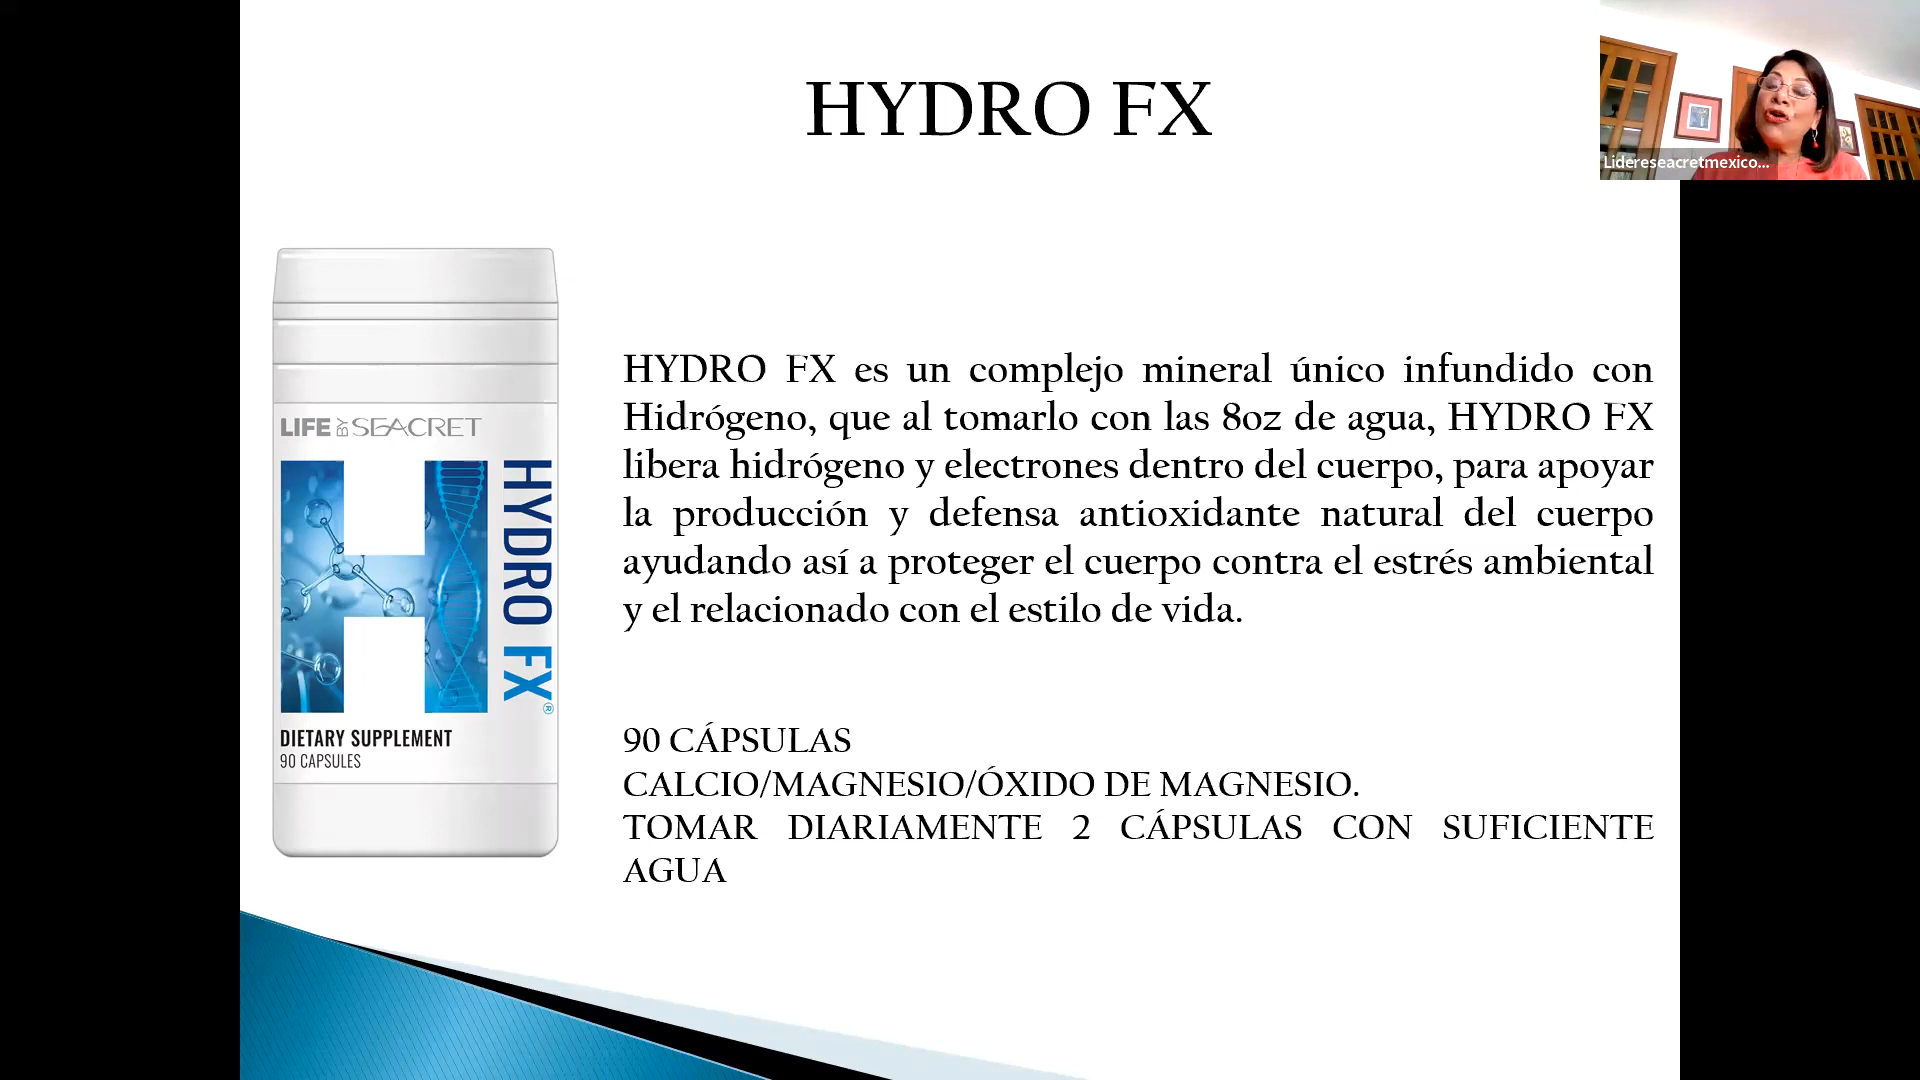 HYDRO FX
Lidereseacretmexico...
LIFE BY SEACRET
HYDRO FX®
DIETARY SUPPLEMENT
90 CAPSULES
HYDRO FX es un complejo mineral único infundido con
Hidrógeno, que al tomarlo con las 8oz de agua, HYDRO FX
libera hidrógeno y electrones dentro del cuerpo, para apoyar
la producción y defensa antioxidante natural del cuerpo
ayudando así a proteger el cuerpo contra el estrés ambiental
y el relacionado con el estilo de vida.
90 CÁPSULAS
CALCIO/MAGNESIO/ÓXIDO DE MAGNESIO.
TOMAR DIARIAMENTE 2 CÁPSULAS CON SUFICIENTE
AGUA